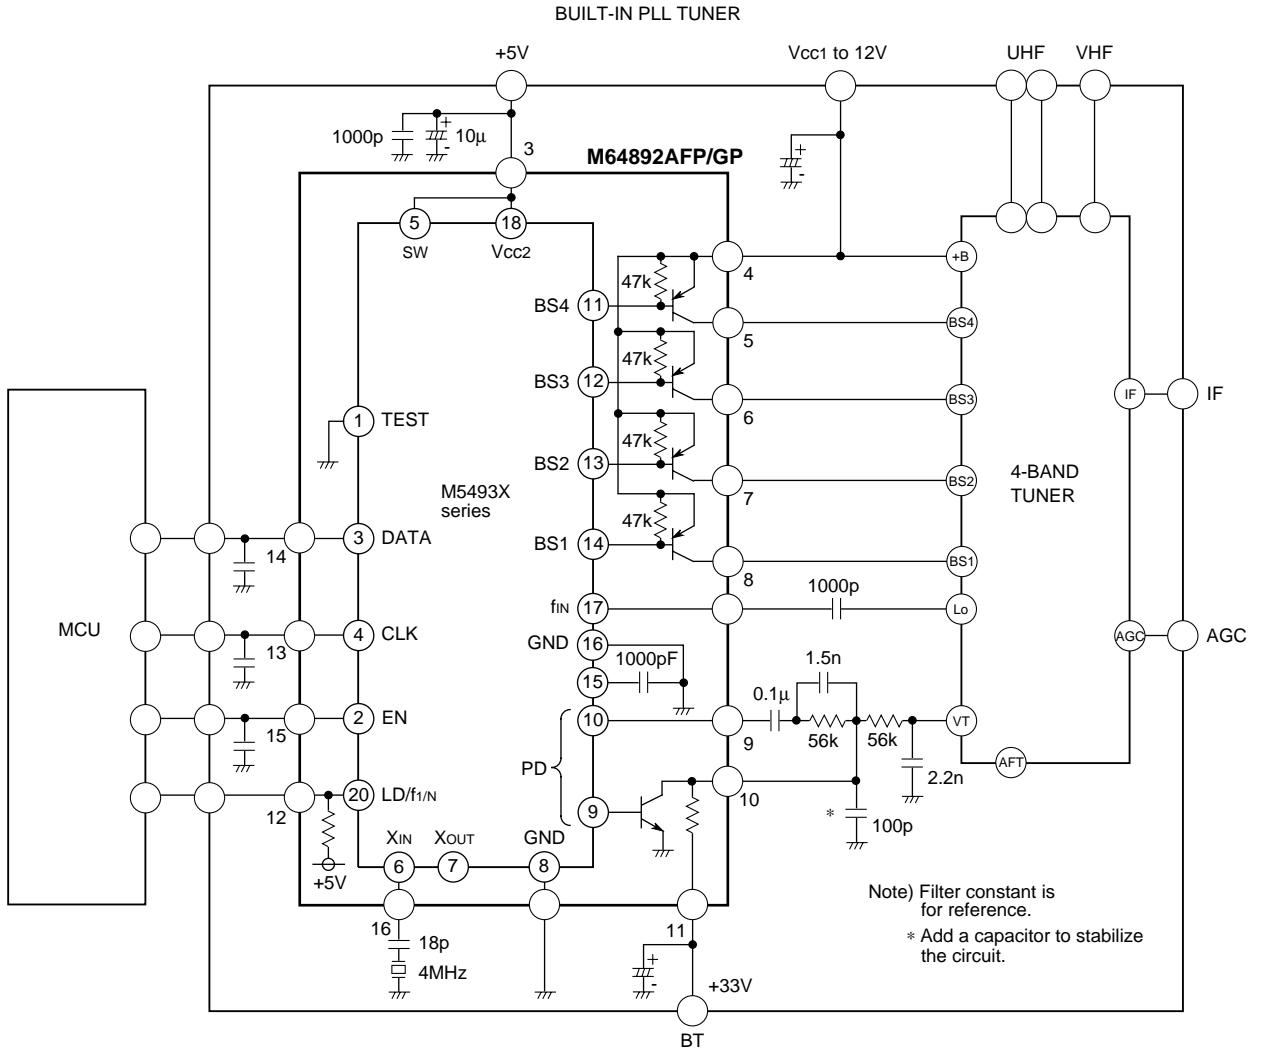 BUILT-IN PLL TUNER
+5V
Vcc1 to 12V
UHF
VHF
1000p
+
10μ
-
3
M64892AFP/GP
+
-
5
18
SW
Vcc2
4
+B
47k
BS4
11
5
BS4
47k
BS3
12
6
BS3
IF
IF
1
TEST
47k
BS2
13
7
BS2
4-BAND
TUNER
M5493X
series
47k
BS1
14
8
BS1
14
3
DATA
1000p
fIN
17
Lo
MCU
13
4
CLK
GND
16
1000pF
15
AGC
AGC
1.5n
0.1μ
15
2
EN
10
9
56k
56k
VT
PD
AFT
2.2n
12
20
LD/f1/N
9
10
* 100p
+5V
XIN
XOUT
GND
6
7
8
Note) Filter constant is
for reference.
* Add a capacitor to stabilize
the circuit.
16
18p
4MHz
11
+
-
+33V
BT